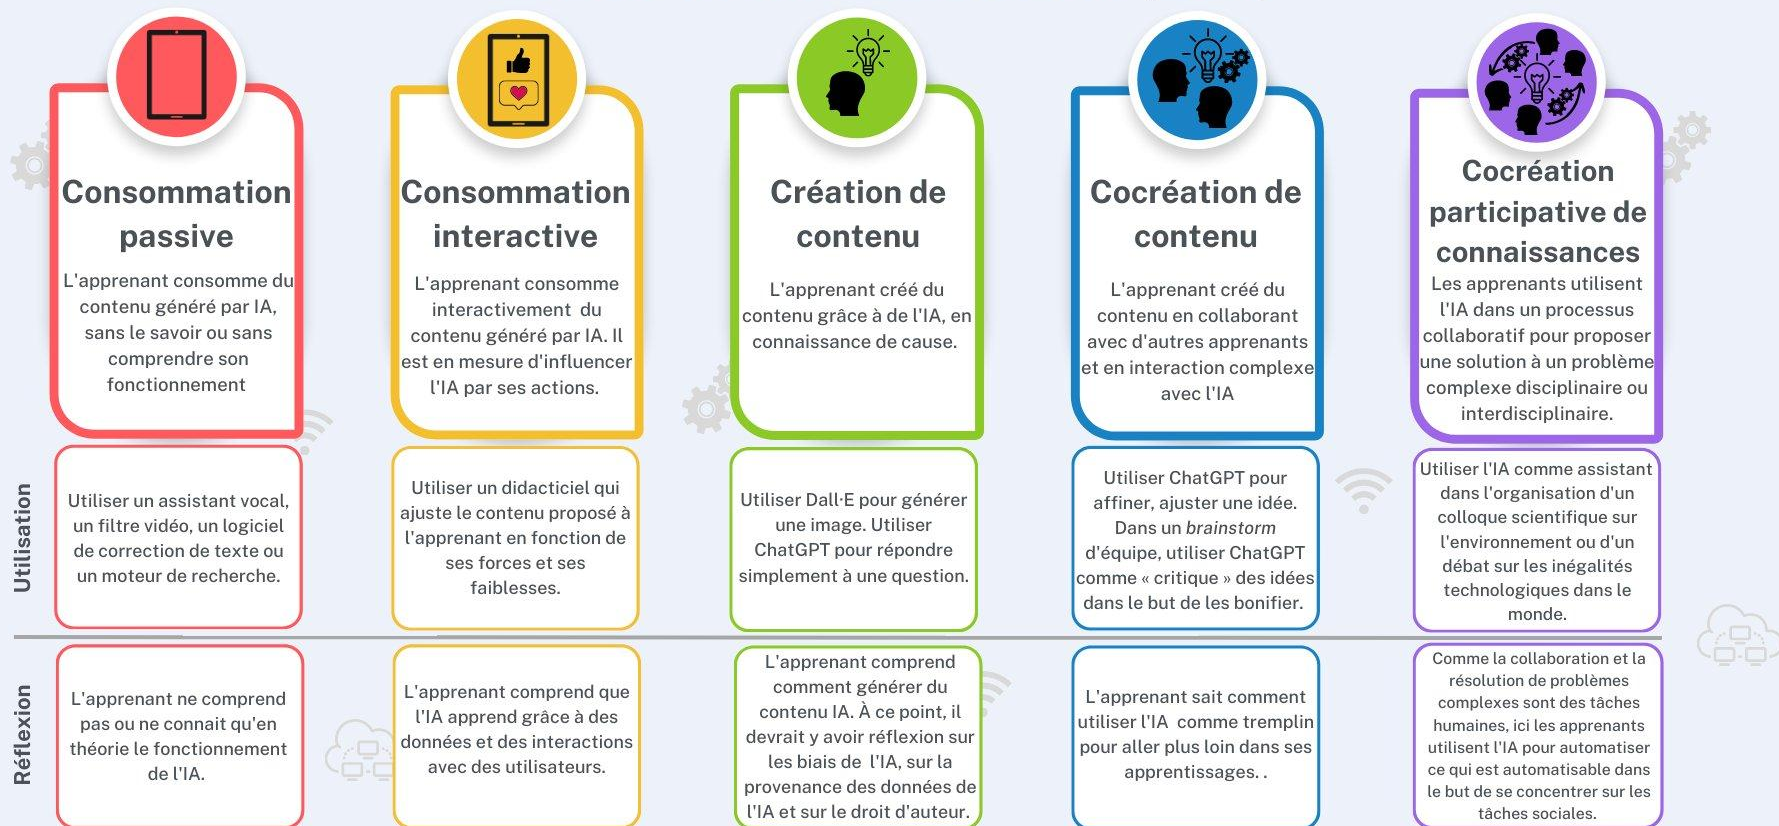 Consommation
passive
L'apprenant consomme du
contenu généré par IA,
sans le savoir ou sans
comprendre son
fonctionnement
Consommation
interactive
L'apprenant consomme
interactivement du
contenu généré par IA. Il
est en mesure d'influencer
l'IA par ses actions.
Création de
contenu
L'apprenant créé du
contenu grâce à de l'IA, en
connaissance de cause.
Cocréation de
contenu
L'apprenant créé du
contenu en collaborant
avec d'autres apprenants
et en interaction complexe
avec l'IA
Cocréation
participative de
connaissances
Les apprenants utilisent
l'IA dans un processus
collaboratif pour proposer
une solution à un problème
complexe disciplinaire ou
interdisciplinaire.
Utilisation
Utiliser un assistant vocal,
un filtre vidéo, un logiciel
de correction de texte ou
un moteur de recherche.
Utiliser un didacticiel qui
ajuste le contenu proposé à
l'apprenant en fonction de
ses forces et ses
faiblesses.
Utiliser Dall·E pour générer
une image. Utiliser
ChatGPT pour répondre
simplement à une question.
Utiliser ChatGPT pour
affiner, ajuster une idée.
Dans un brainstorm
d'équipe, utiliser ChatGPT
comme « critique » des idées
dans le but de les bonifier.
Utiliser l'IA comme assistant
dans l'organisation d'un
colloque scientifique sur
l'environnement ou d'un
débat sur les inégalités
technologiques dans le
monde.
Réflexion
L'apprenant ne comprend
pas ou ne connait qu'en
théorie le fonctionnement
de l'IA.
L'apprenant comprend que
l'IA apprend grâce à des
données et des interactions
avec des utilisateurs.
L'apprenant comprend
comment générer du
contenu IA. À ce point, il
devrait y avoir réflexion sur
les biais de l'IA, sur la
provenance des données de
l'IA et sur le droit d'auteur.
L'apprenant sait comment
utiliser l'IA comme tremplin
pour aller plus loin dans ses
apprentissages. .
Comme la collaboration et la
résolution de problèmes
complexes sont des tâches
humaines, ici les apprenants
utilisent l'IA pour automatiser
ce qui est automatisable dans
le but de se concentrer sur les
tâches sociales.